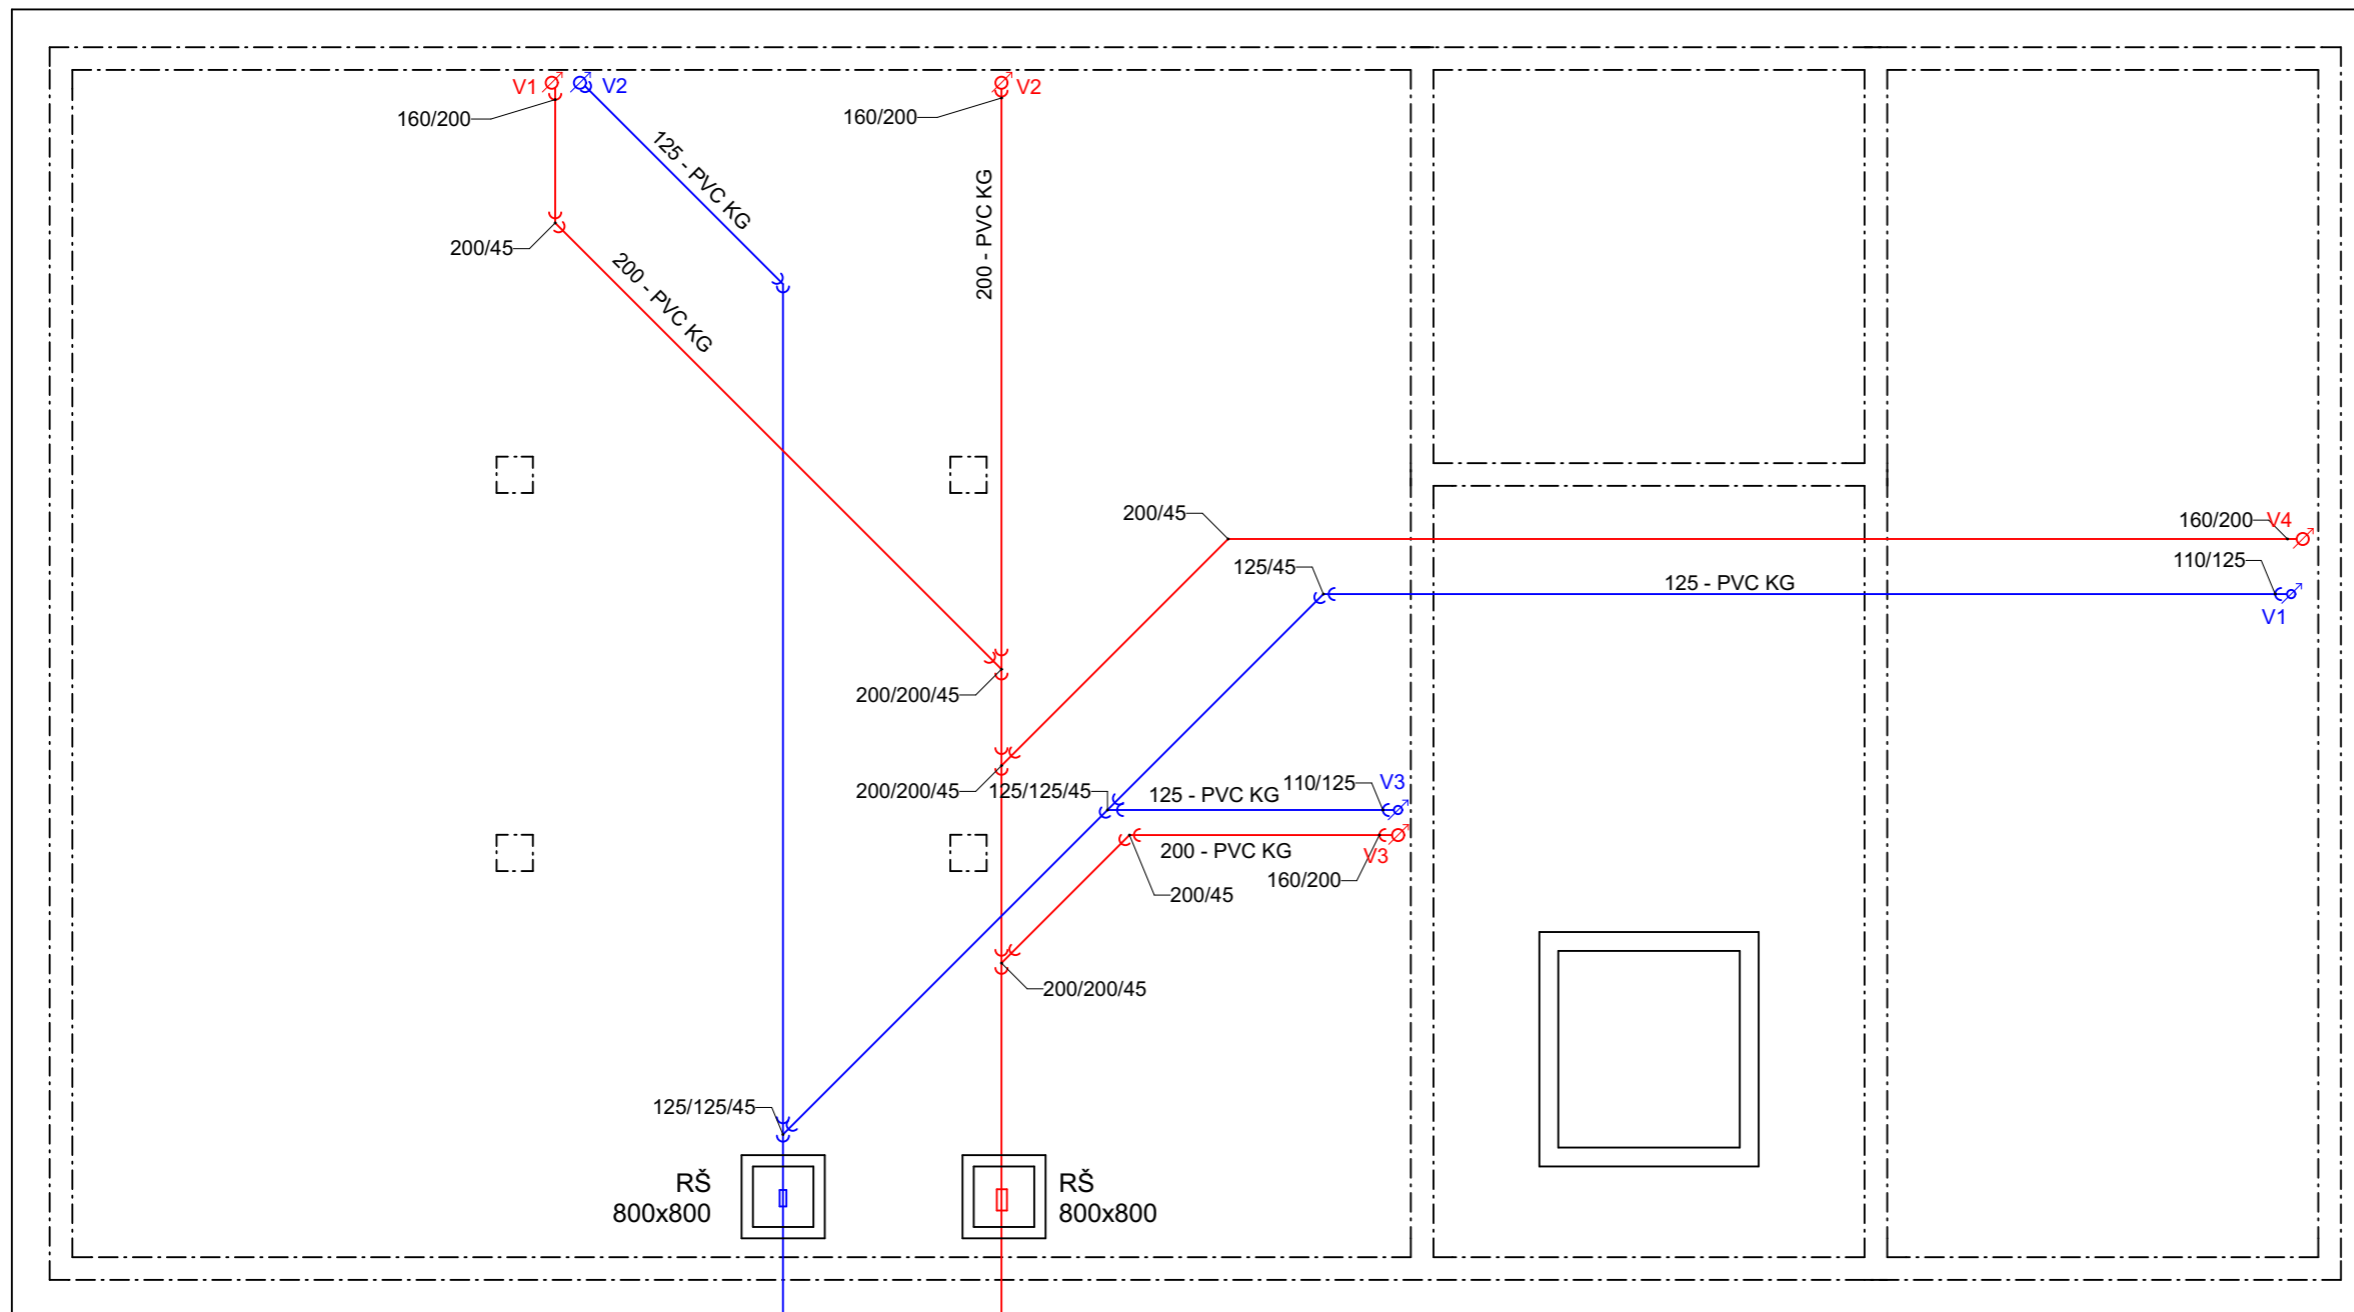 V1
V2
V2
160/200
160/200
125 - PVC KG
200 - PVC KG
200/45
200 - PVC KG
200/45
160/200
V4
125/45
110/125
125 - PVC KG
V1
200/200/45
200/200/45
125/125/45
125 - PVC KG
110/125
V3
200 - PVC KG
V3
160/200
200/45
200/200/45
125/125/45
RŠ
800x800
RŠ
800x800